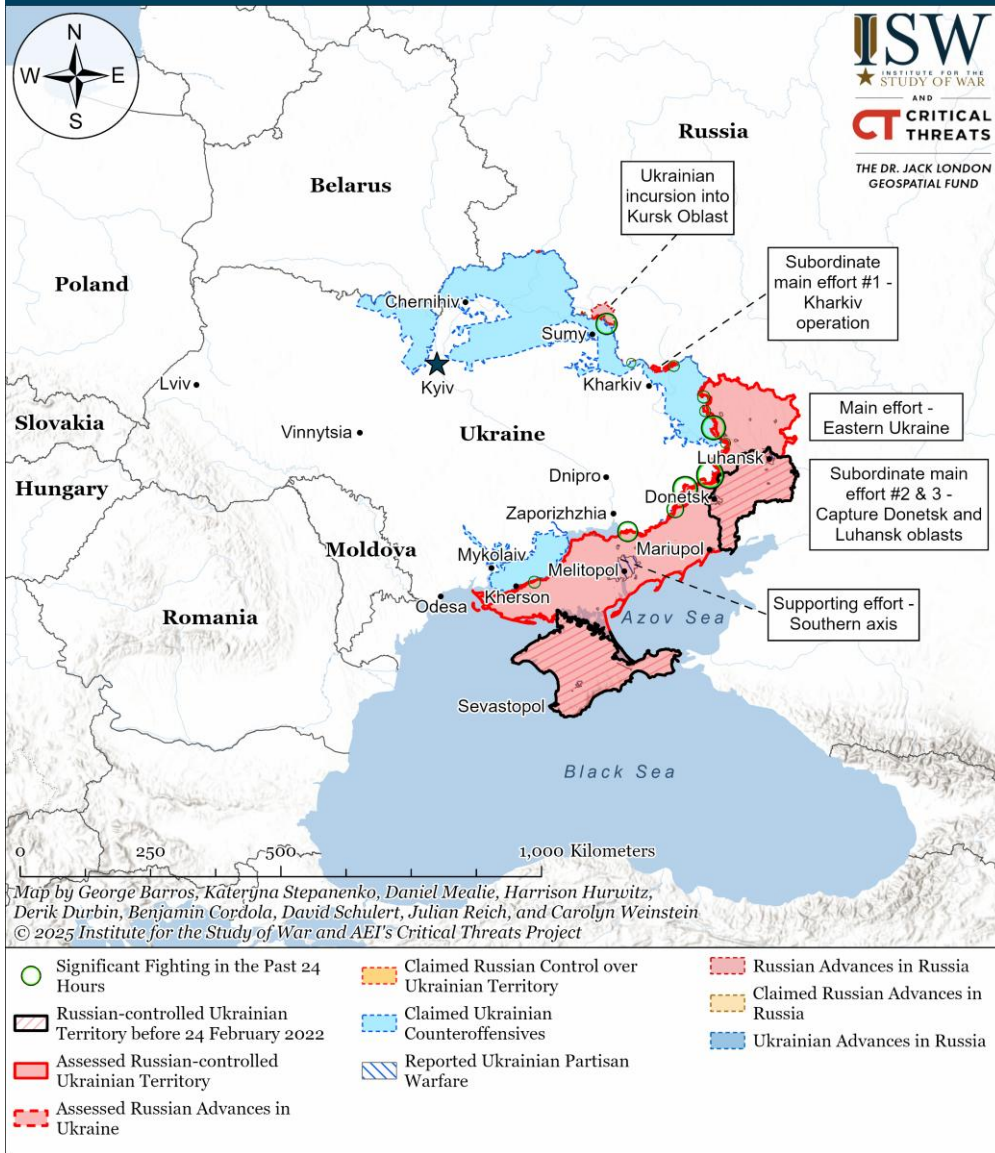 N
W
E
S
ISW
INSTITUTE FOR THE
STUDY OF WAR
AND
CT CRITICAL
THREATS
THE DR. JACK LONDON
GEOSPATIAL FUND
Russia
Ukrainian
incursion into
Kursk Oblast
Belarus
Subordinate
main effort #1 -
Kharkiv
operation
Poland
Chernihiv
Sumy
Kyiv
Kharkiv
Lviv
Slovakia
Main effort -
Eastern Ukraine
Vinnytsia
Ukraine
Luhansk
Hungary
Dnipro
Donetsk
Subordinate main
effort #2 & 3 -
Capture Donetsk and
Luhansk oblasts
Zaporizhzhia
Moldova
Mykolaiv
Mariupol
Melitopol
Kherson
Odesa
Romania
Azov Sea
Supporting effort -
Southern axis
Sevastopol
Black Sea
0
250
500
1,000 Kilometers
Map by George Barros, Kateryna Stepanenko, Daniel Mealie, Harrison Hurwitz,
Derik Durbin, Benjamin Cordola, David Schulert, Julian Reich, and Carolyn Weinstein
© 2025 Institute for the Study of War and AEI's Critical Threats Project
Significant Fighting in the Past 24
Hours
Russian-controlled Ukrainian
Territory before 24 February 2022
Assessed Russian-controlled
Ukrainian Territory
Assessed Russian Advances in
Ukraine
Claimed Russian Control over
Ukrainian Territory
Claimed Ukrainian
Counteroffensives
Reported Ukrainian Partisan
Warfare
Russian Advances in Russia
Claimed Russian Advances in
Russia
Ukrainian Advances in Russia